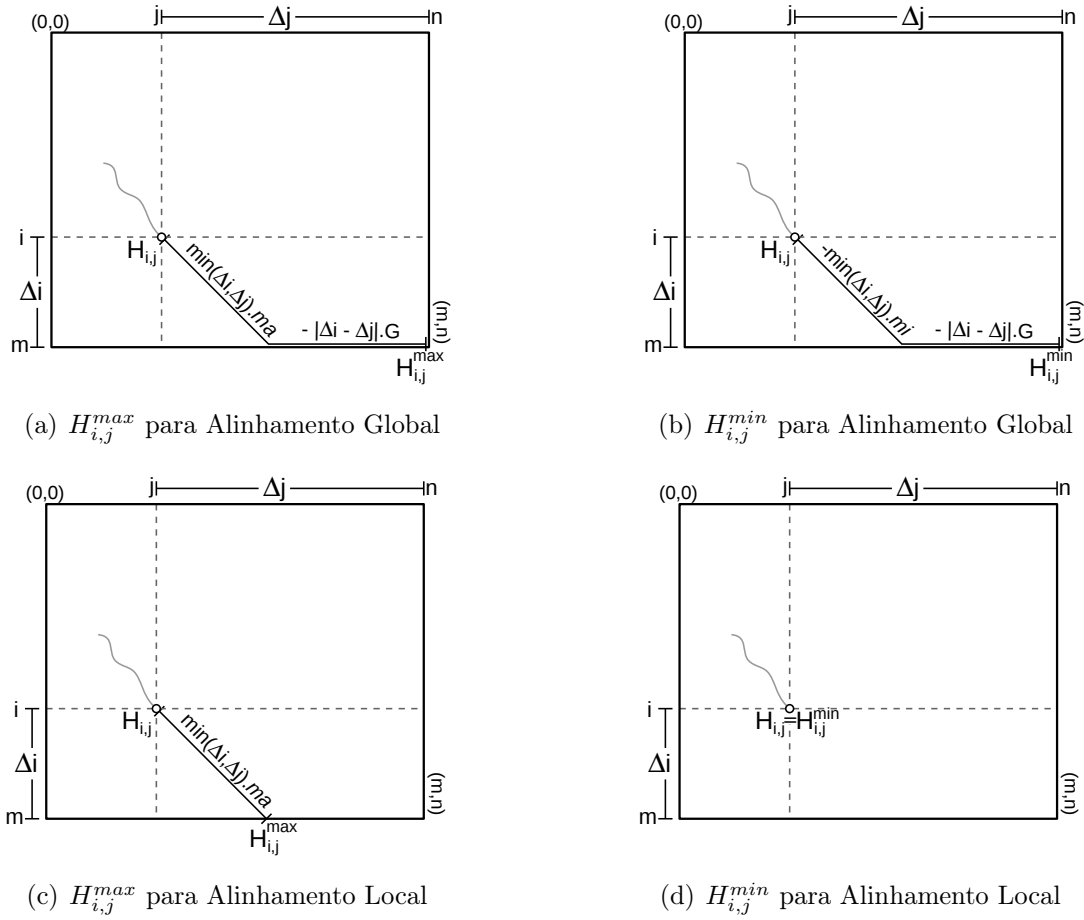 (0,0) j Δj n
i
H_{i,j}
min(Δi,Δj).ma
Δi
- |Δi - Δj|.G
(m,n)
m
H_{i,j}^{max}
(a) H_{i,j}^{max} para Alinhamento Global
(0,0) j Δj n
i
H_{i,j}
-min(Δi,Δj).mi
Δi
- |Δi - Δj|.G
(m,n)
m
H_{i,j}^{min}
(b) H_{i,j}^{min} para Alinhamento Global
(0,0) j Δj n
i
H_{i,j}
min(Δi,Δj).ma
Δi
(m,n)
m
H_{i,j}^{max}
(c) H_{i,j}^{max} para Alinhamento Local
(0,0) j Δj n
i
H_{i,j}=H_{i,j}^{min}
Δi
(m,n)
m
(d) H_{i,j}^{min} para Alinhamento Local